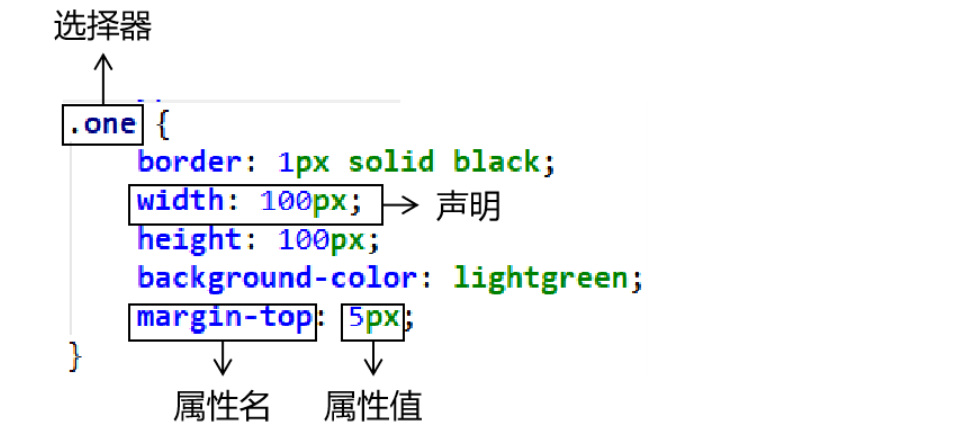 选择器
.one {
border: 1px solid black;
width: 100px; 声明
height: 100px;
background-color: lightgreen;
margin-top: 5px;
}
属性名 属性值